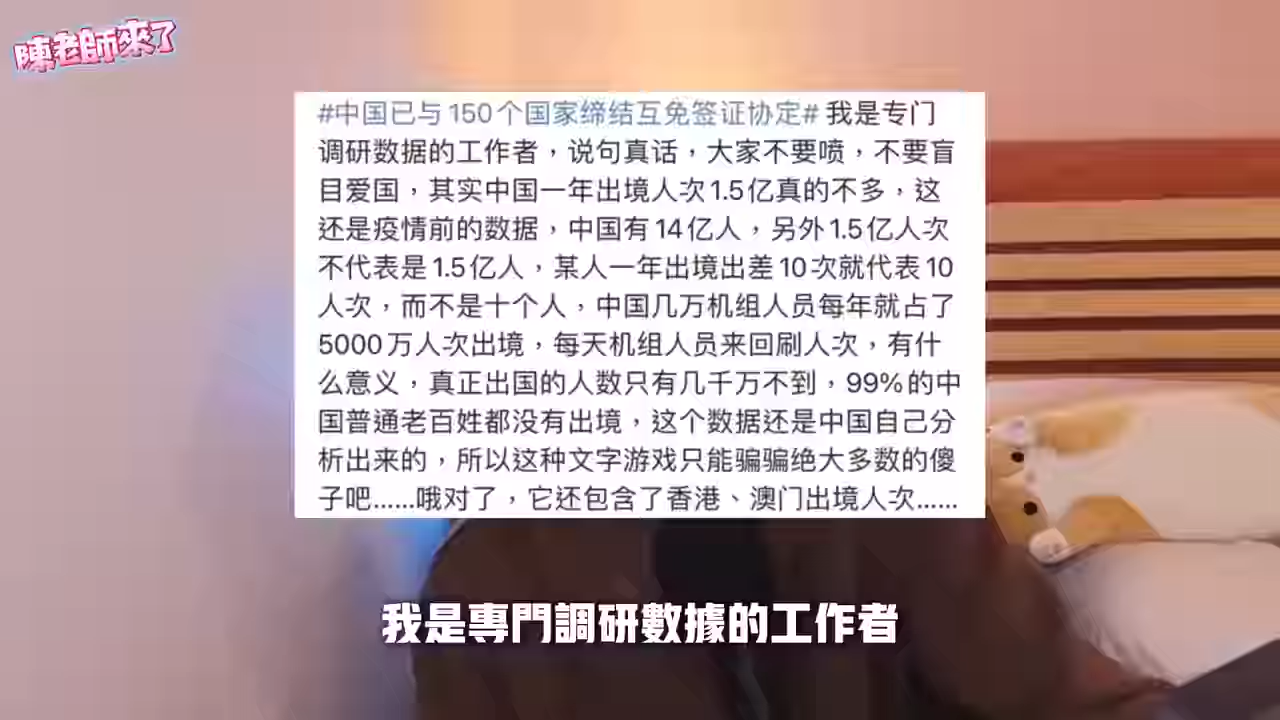 陳老師來了
#中国已与150个国家缔结互免签证协定# 我是专门
调研数据的工作者，说句真话，大家不要喷，不要盲
目爱国，其实中国一年出境人次1.5亿真的不多，这
还是疫情前的数据，中国有14亿人，另外1.5亿人次
不代表是1.5亿人，某人一年出境出差10次就代表10
人次，而不是十个人，中国几万机组人员每年就占了
5000万人次出境，每天机组人员来回刷人次，有什
么意义，真正出国的人数只有几千万不到，99%的中
国普通老百姓都没有出境，这个数据还是中国自己分
析出来的，所以这种文字游戏只能骗骗绝大多数的傻
子吧......哦对了，它还包含了香港、澳门出境人次......
我是專門調研數據的工作者